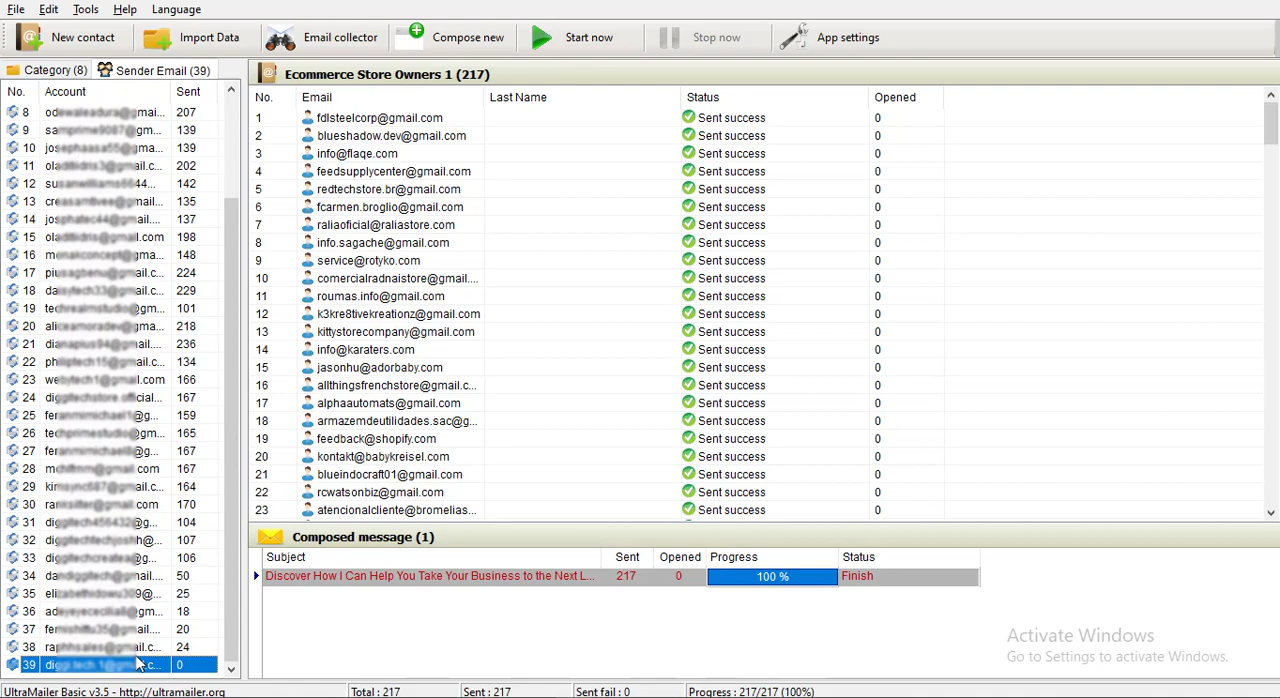 File Edit Tools Help Language
New contact Import Data Email collector Compose new Start now Stop now App settings
Category (8) Sender Email (39)
No. Account Sent
8 207
9 139
10 139
11 202
12 142
13 135
14 137
15 198
16 148
17 224
18 229
19 101
20 218
21 236
22 134
23 166
24 167
25 159
26 165
27 167
28 167
29 164
30 170
31 104
32 107
33 106
34 50
35 25
36 18
37 20
38 24
39 0
Ecommerce Store Owners 1 (217)
No. Email Last Name Status Opened
1 fdlsteelcorp@gmail.com Sent success 0
2 blueshadow.dev@gmail.com Sent success 0
3 info@flaqe.com Sent success 0
4 feedsupplycenter@gmail.com Sent success 0
5 redtechstore.br@gmail.com Sent success 0
6 fcarmen.broglio@gmail.com Sent success 0
7 raliaoficial@raliastore.com Sent success 0
8 info.sagache@gmail.com Sent success 0
9 service@rotyko.com Sent success 0
10 comercialradnaistore@gmail.... Sent success 0
11 roumas.info@gmail.com Sent success 0
12 k3kre8tivekreationz@gmail.com Sent success 0
13 kittystorecompany@gmail.com Sent success 0
14 info@karaters.com Sent success 0
15 jasonhu@adorbaby.com Sent success 0
16 allthingsfrenchstore@gmail.c... Sent success 0
17 alphaautomats@gmail.com Sent success 0
18 armazemdeutilidades.sac@g... Sent success 0
19 feedback@shopify.com Sent success 0
20 kontakt@babykreisel.com Sent success 0
21 blueindocraft01@gmail.com Sent success 0
22 rcwatsonbiz@gmail.com Sent success 0
23 atencionalcliente@bromelias... Sent success 0
Composed message (1)
Subject Sent Opened Progress Status
Discover How I Can Help You Take Your Business to the Next L... 217 0 100 % Finish
Activate Windows
Go to Settings to activate Windows.
UltraMailer Basic v3.5 - http://ultramailer.org Total : 217 Sent : 217 Sent fail : 0 Progress : 217/217 (100%)